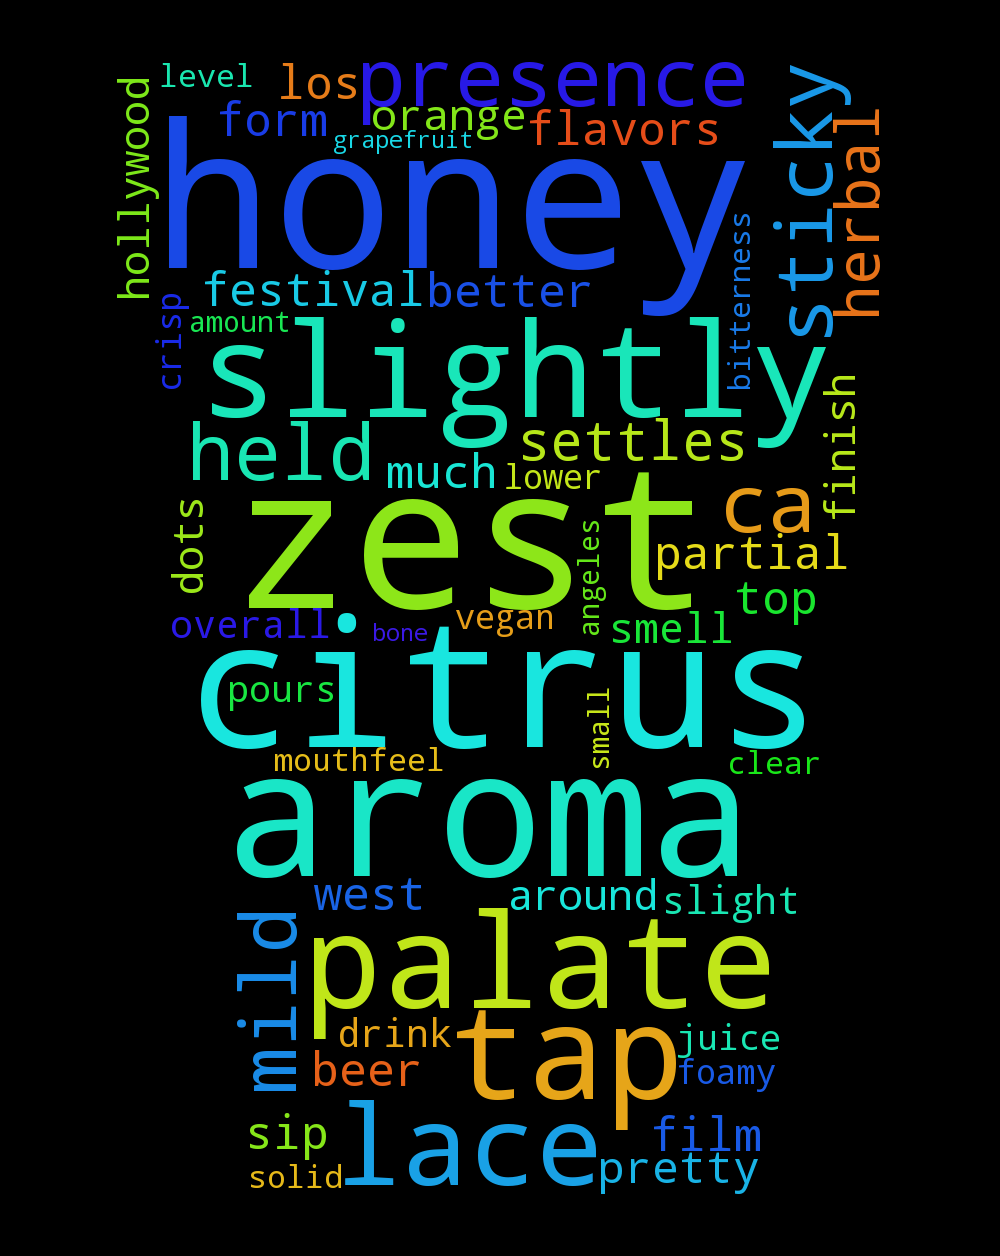 presence
level
los
sticky
hollywood
form
orange
flavors
herbal
grapefruit
honey
bitterness
festival
better
crisp
amount
slightly
finish
held
settles
much
lower
zest
ca
dots
angeles
partial
top
overall
bone
vegan
smell
citrus
pours
small
mouthfeel
clear
aroma
west
around
slight
mild
palate
drink
tap
juice
beer
foamy
lace
sip
film
pretty
solid